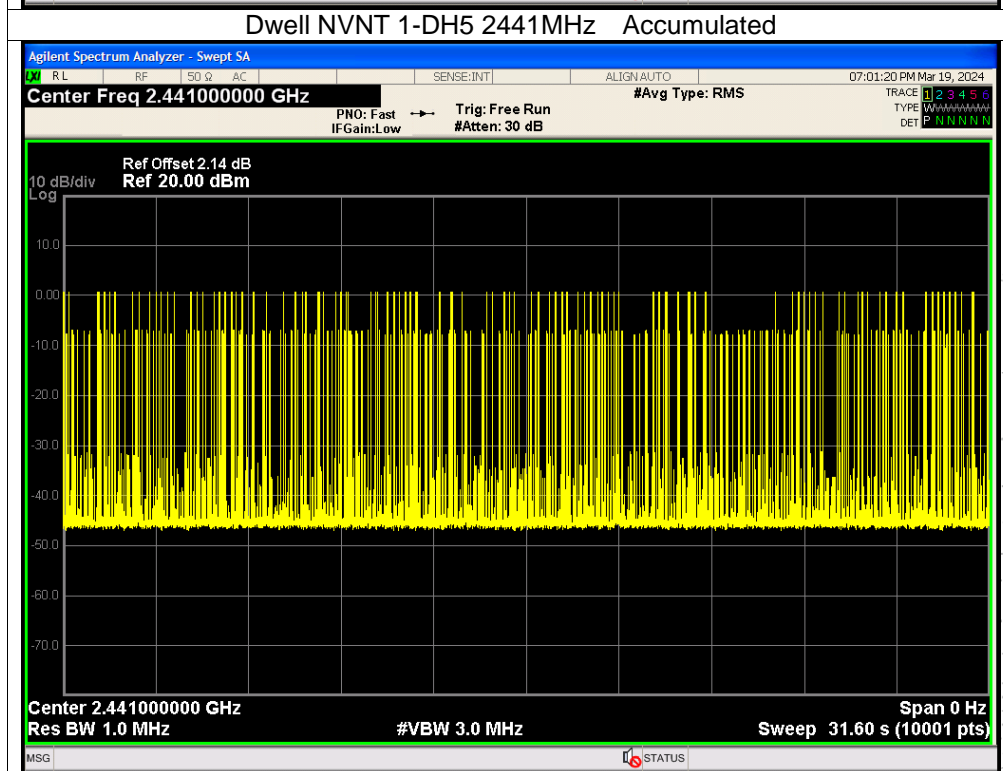 Dwell NVNT 1-DH5 2441MHz Accumulated
Agilent Spectrum Analyzer - Swept SA
LXI RL RF 50 Ω AC SENSE:INT ALIGN AUTO 07:01:20 PM Mar 19, 2024
Center Freq 2.441000000 GHz #Avg Type: RMS TRACE 1 2 3 4 5 6
PNO: Fast Trig: Free Run TYPE
IFGain:Low #Atten: 30 dB DET P N N N N N
Ref Offset 2.14 dB
10 dB/div Ref 20.00 dBm
Log
10.0
0.00
-10.0
-20.0
-30.0
-40.0
-50.0
-60.0
-70.0
Center 2.441000000 GHz Span 0 Hz
Res BW 1.0 MHz #VBW 3.0 MHz Sweep 31.60 s (10001 pts)
MSG STATUS